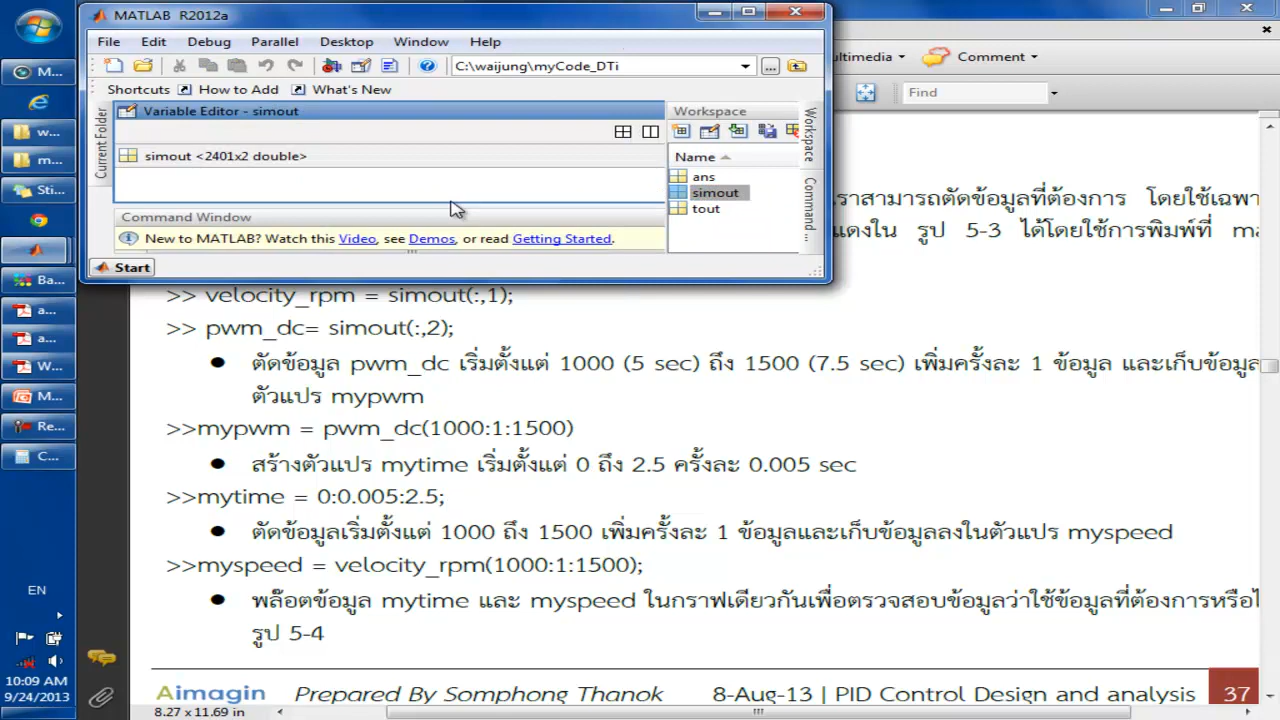 MATLAB R2012a
File Edit Debug Parallel Desktop Window Help
C:\waijung\myCode_DTi
Shortcuts How to Add What's New
Current Folder
Variable Editor - simout
simout <2401x2 double>
Command Window
New to MATLAB? Watch this Video, see Demos, or read Getting Started.
Start
Workspace
Name
ans
simout
tout
Workspace
Command
ultimedia
Comment
Find
ราสามารถตัดข้อมูลที่ต้องการ โดยใช้เฉพา
แดงใน รูป 5-3 ได้โดยใช้การพิมพ์ที่ ma
>> velocity_rpm = simout(:,1);
>> pwm_dc= simout(:,2);
● ตัดข้อมูล pwm_dc เริ่มตั้งแต่ 1000 (5 sec) ถึง 1500 (7.5 sec) เพิ่มครั้งละ 1 ข้อมูล และเก็บข้อมูล
ตัวแปร mypwm
>>mypwm = pwm_dc(1000:1:1500)
● สร้างตัวแปร mytime เริ่มตั้งแต่ 0 ถึง 2.5 ครั้งละ 0.005 sec
>>mytime = 0:0.005:2.5;
● ตัดข้อมูลเริ่มตั้งแต่ 1000 ถึง 1500 เพิ่มครั้งละ 1 ข้อมูลและเก็บข้อมูลลงในตัวแปร myspeed
>>myspeed = velocity_rpm(1000:1:1500);
● พล๊อตข้อมูล mytime และ myspeed ในกราฟเดียวกันเพื่อตรวจสอบข้อมูลว่าใช้ข้อมูลที่ต้องการหรือไ
รูป 5-4
Aimagin Prepared By Somphong Thanok 8-Aug-13 | PID Control Design and analysis 37
8.27 x 11.69 in
M...
w...
m...
Sti...
Ba...
a...
a...
W...
M...
Re...
C...
EN
10:09 AM
9/24/2013